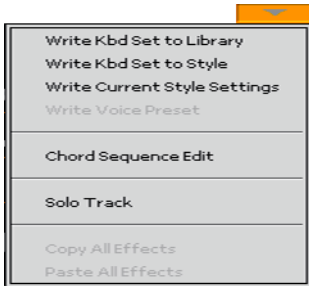 Write Kbd Set to Library
Write Kbd Set to Style
Write Current Style Settings
Write Voice Preset
Chord Sequence Edit
Solo Track
Copy All Effects
Paste All Effects